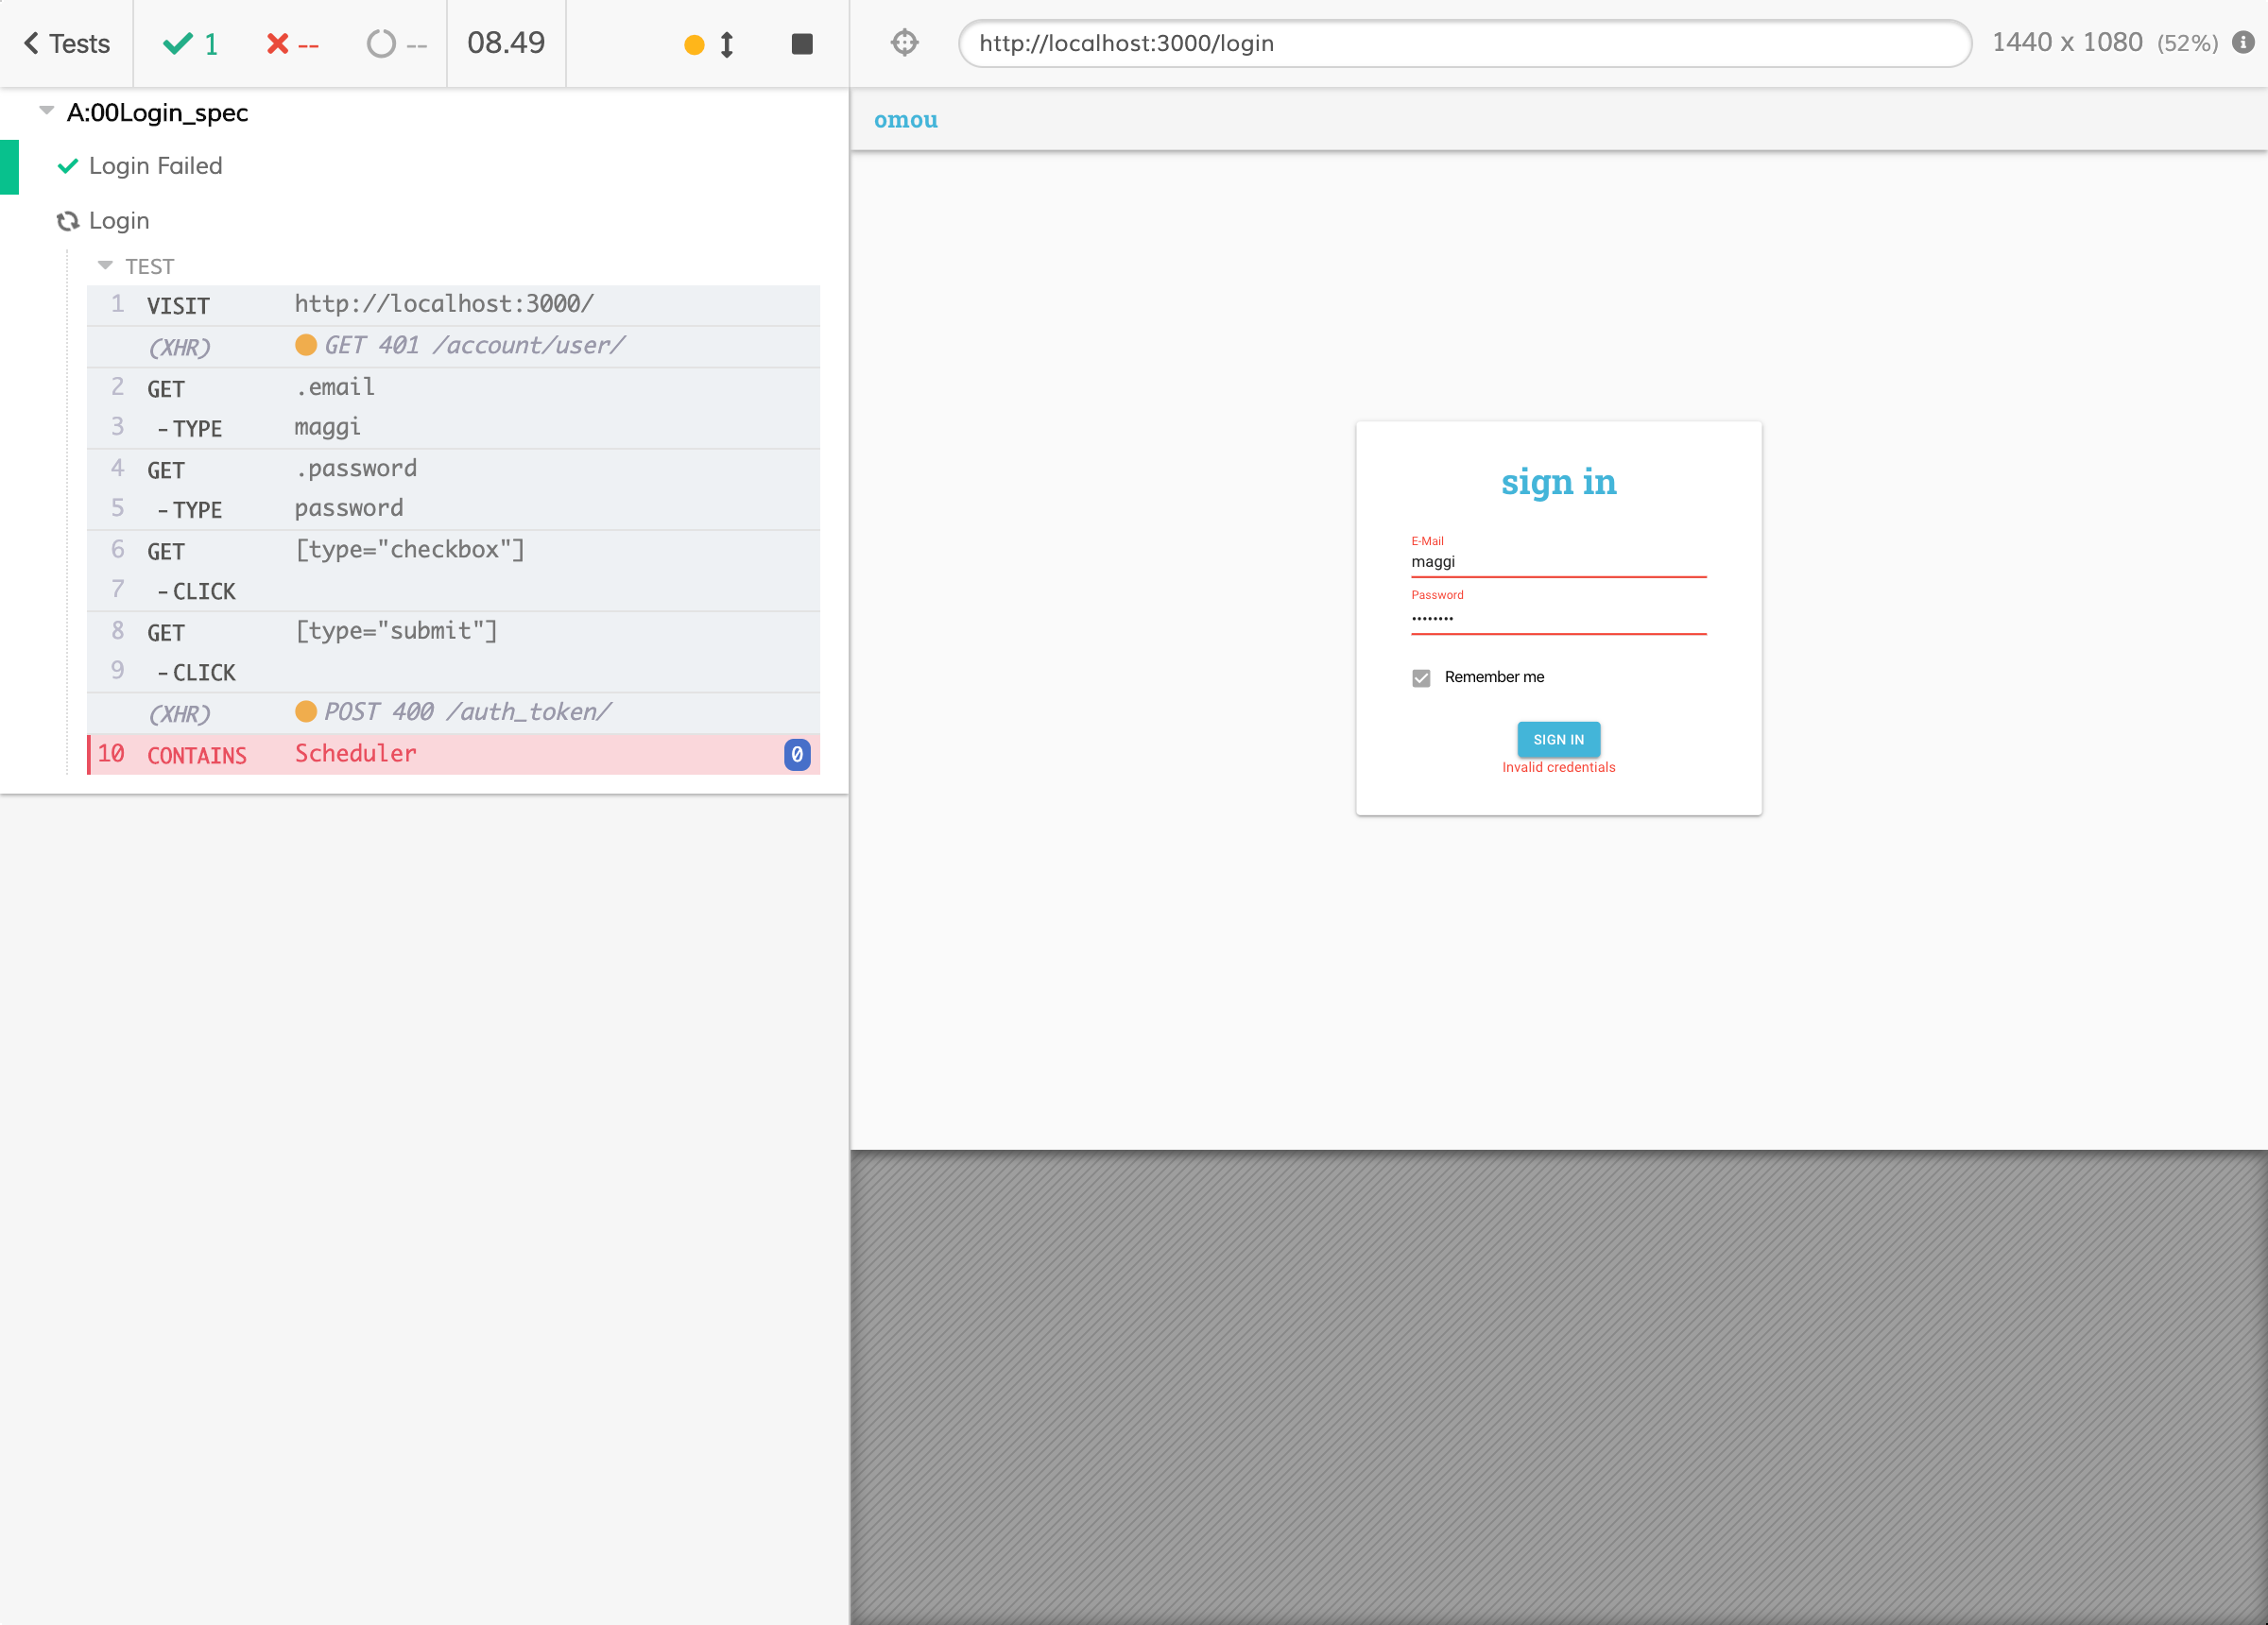 Tests 1 -- -- 08.49
A:00Login_spec
Login Failed
Login
TEST
1 VISIT http://localhost:3000/
(XHR) GET 401 /account/user/
2 GET .email
3 -TYPE maggi
4 GET .password
5 -TYPE password
6 GET [type="checkbox"]
7 -CLICK
8 GET [type="submit"]
9 -CLICK
(XHR) POST 400 /auth_token/
10 CONTAINS Scheduler 0
http://localhost:3000/login 1440 x 1080 (52%)
omou
sign in
E-Mail
maggi
Password
••••••••
Remember me
SIGN IN
Invalid credentials